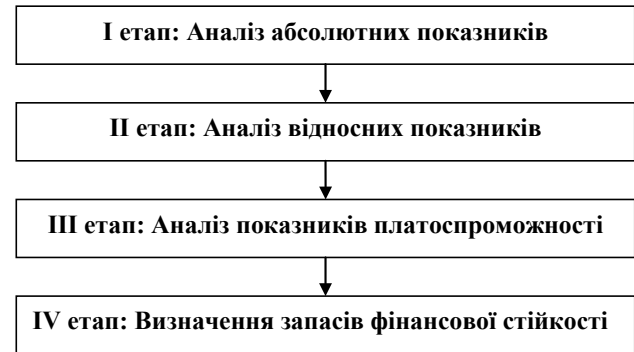 I етап: Аналіз абсолютних показників
II етап: Аналіз відносних показників
III етап: Аналіз показників платоспроможності
IV етап: Визначення запасів фінансової стійкості